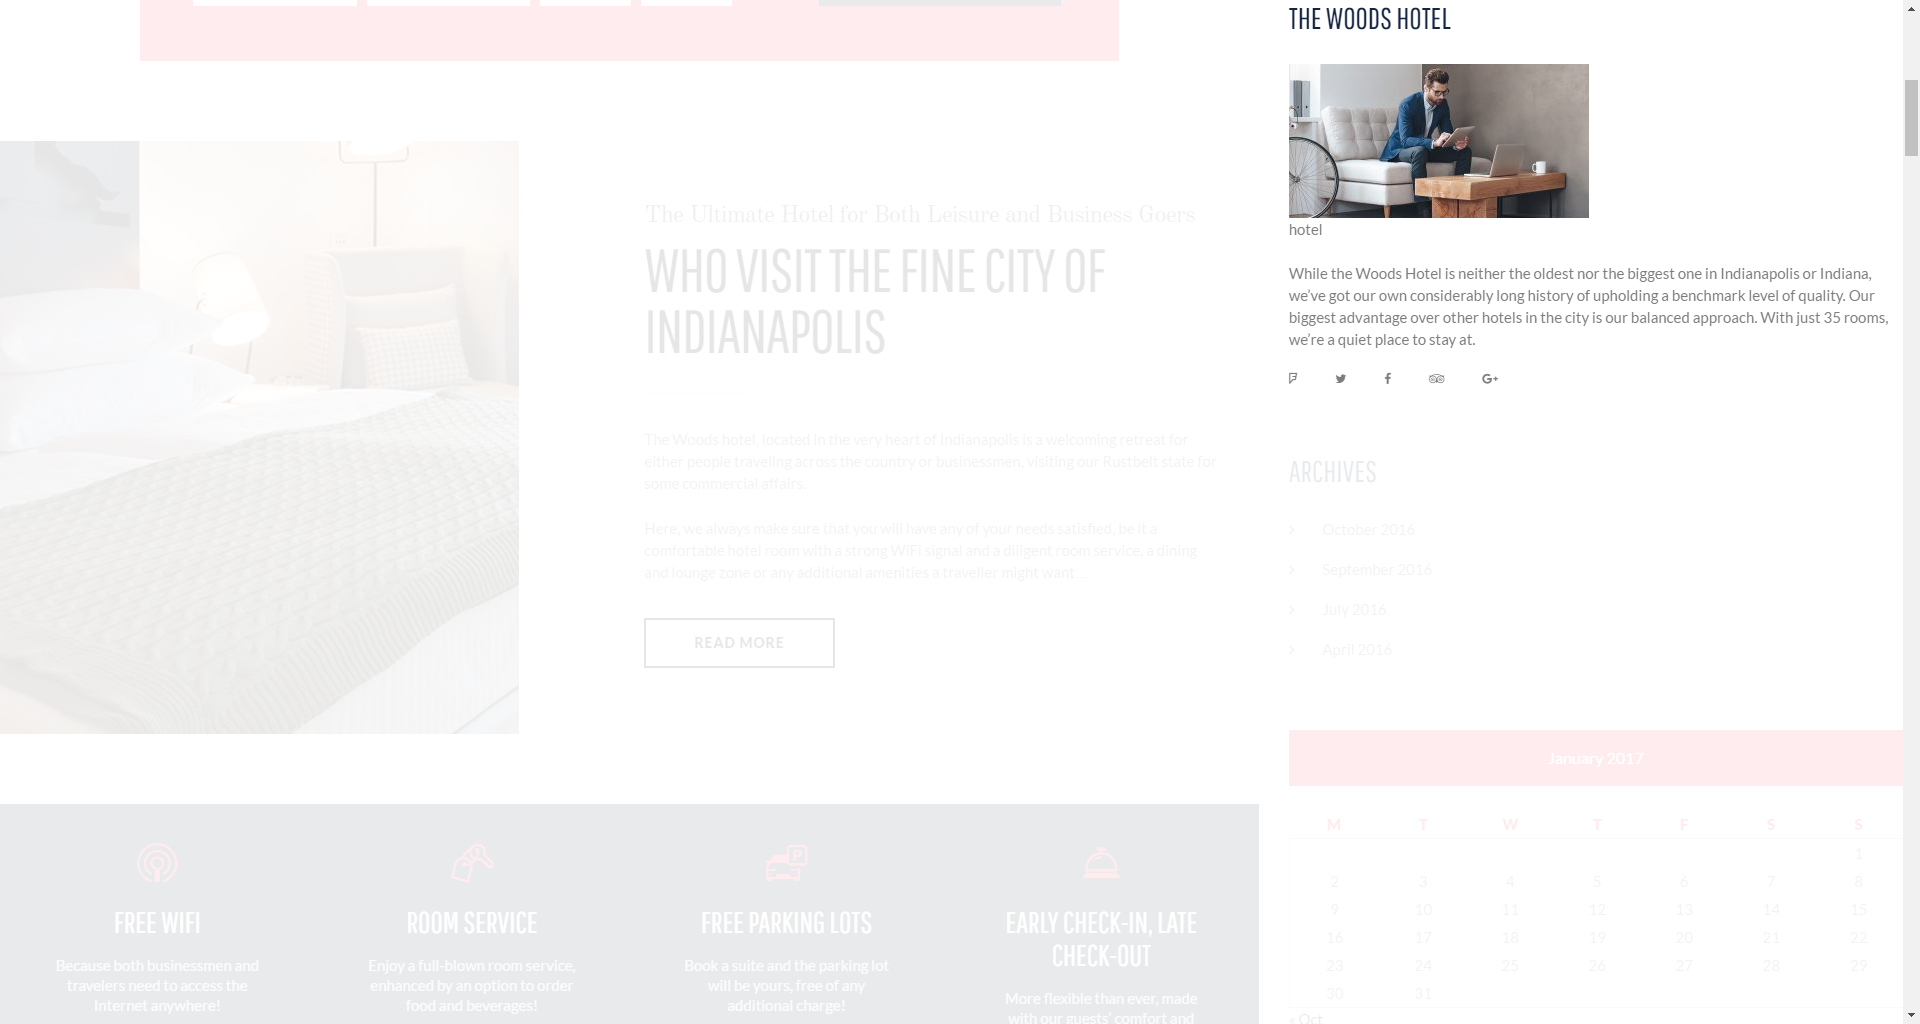 THE WOODS HOTEL
hotel
While the Woods Hotel is neither the oldest nor the biggest one in Indianapolis or Indiana,
we've got our own considerably long history of upholding a benchmark level of quality. Our
biggest advantage over other hotels in the city is our balanced approach. With just 35 rooms,
we're a quiet place to stay at.
The Ultimate Hotel for Both Leisure and Business Goers
WHO VISIT THE FINE CITY OF
INDIANAPOLIS
The Woods hotel, located in the very heart of Indianapolis is a welcoming retreat for
either people traveling across the country or businessmen, visiting our Rustbelt state for
some commercial affairs.
Here, we always make sure that you will have any of your needs satisfied, be it a
comfortable hotel room with a strong WiFi signal and a diligent room service, a dining
and lounge zone or any additional amenities a traveller might want...
READ MORE
ARCHIVES
October 2016
September 2016
July 2016
April 2016
January 2017
M T W T F S S
1
2 3 4 5 6 7 8
9 10 11 12 13 14 15
16 17 18 19 20 21 22
23 24 25 26 27 28 29
30 31
« Oct
FREE WIFI
Because both businessmen and
travelers need to access the
Internet anywhere!
ROOM SERVICE
Enjoy a full-blown room service,
enhanced by an option to order
food and beverages!
P
FREE PARKING LOTS
Book a suite and the parking lot
will be yours, free of any
additional charge!
EARLY CHECK-IN, LATE
CHECK-OUT
More flexible than ever, made
with our guests' comfort and